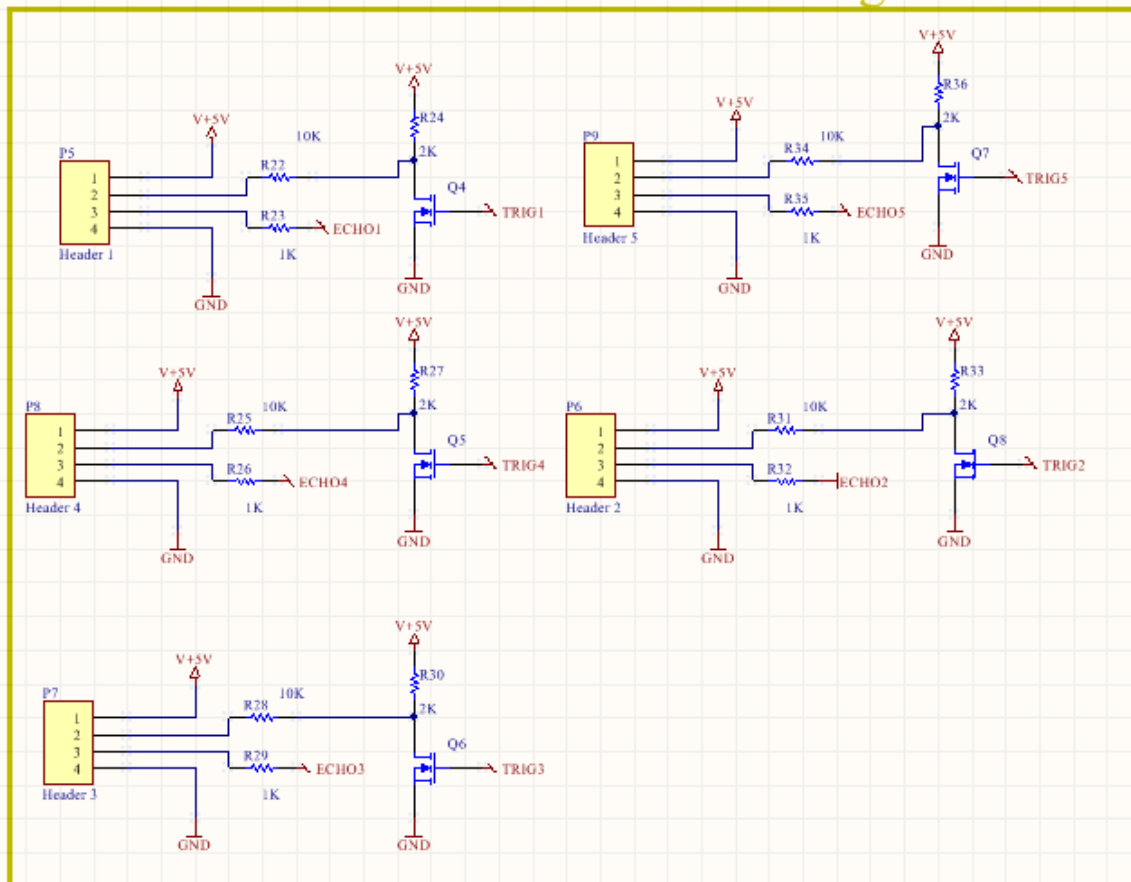 g
V+5V
R24
2K
V+5V
10K
P5
R22
1
2
3
4
R23
ECHO1
1K
Header 1
GND
Q4
TRIG1
GND
V+5V
R36
2K
V+5V
10K
P9
R34
1
2
3
4
R35
ECHO5
1K
Header 5
GND
Q7
TRIG5
GND
V+5V
R27
2K
V+5V
10K
P8
R25
1
2
3
4
R26
ECHO4
1K
Header 4
GND
Q5
TRIG4
GND
V+5V
R33
2K
V+5V
10K
P6
R31
1
2
3
4
R32
ECHO2
1K
Header 2
GND
Q8
TRIG2
GND
V+5V
R30
2K
V+5V
10K
P7
R28
1
2
3
4
R29
ECHO3
1K
Header 3
GND
Q6
TRIG3
GND